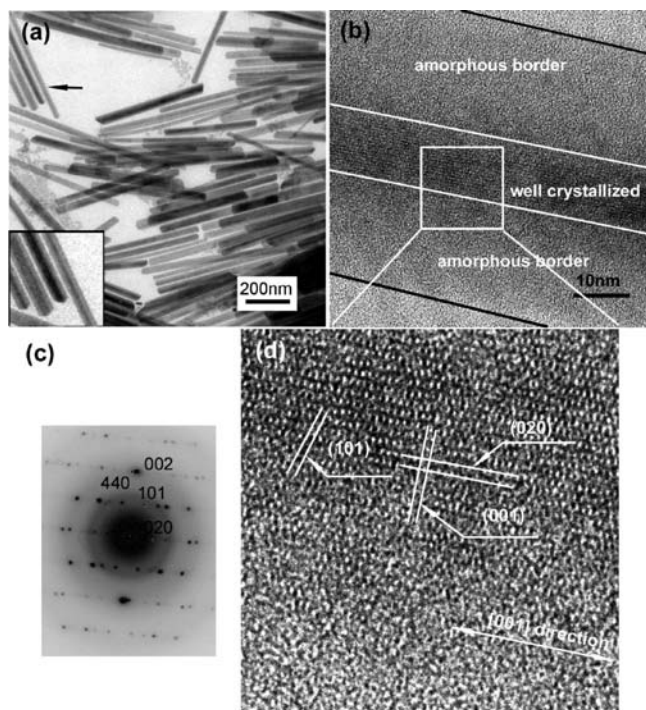 (a)
200nm
(b)
amorphous border
well crystallized
amorphous border
10nm
(c)
002
440
101
020
(d)
(101)
(020)
(001)
[001] direction